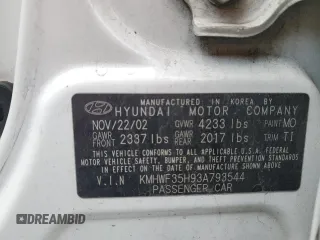 MANUFACTURED IN KOREA BY
HYUNDAI MOTOR COMPANY
NOV/22/02 GVWR 4233 lbs PAINT MO
GAWR FRONT 2337 lbs GAWR REAR 2017 lbs TRIM TI
THIS VEHICLE CONFORMS TO ALL APPLICABLE FEDERAL
MOTOR VEHICLE SAFETY, BUMPER, AND THEFT PREVENTION
STANDARDS IN EFFECT ON THE DATE OF MANUFACTURE
SHOWN ABOVE.
V.I.N KMHWF35H93A793544
PASSENGER CAR
AUTOBIDMASTER